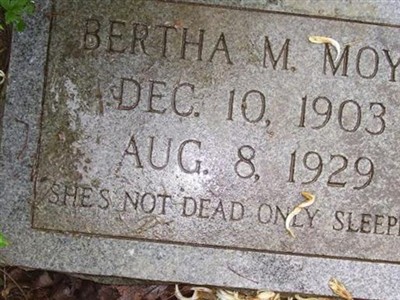 BERTHA M. MOY
DEC. 10, 1903
AUG. 8, 1929
SHE'S NOT DEAD ONLY SLEEP